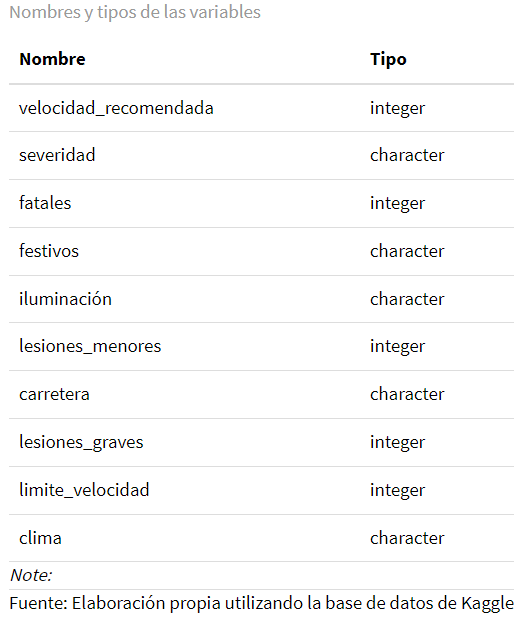 Nombres y tipos de las variables
Nombre Tipo
velocidad_recomendada integer
severidad character
fatales integer
festivos character
iluminación character
lesiones_menores integer
carretera character
lesiones_graves integer
limite_velocidad integer
clima character
Note:
Fuente: Elaboración propia utilizando la base de datos de Kaggle